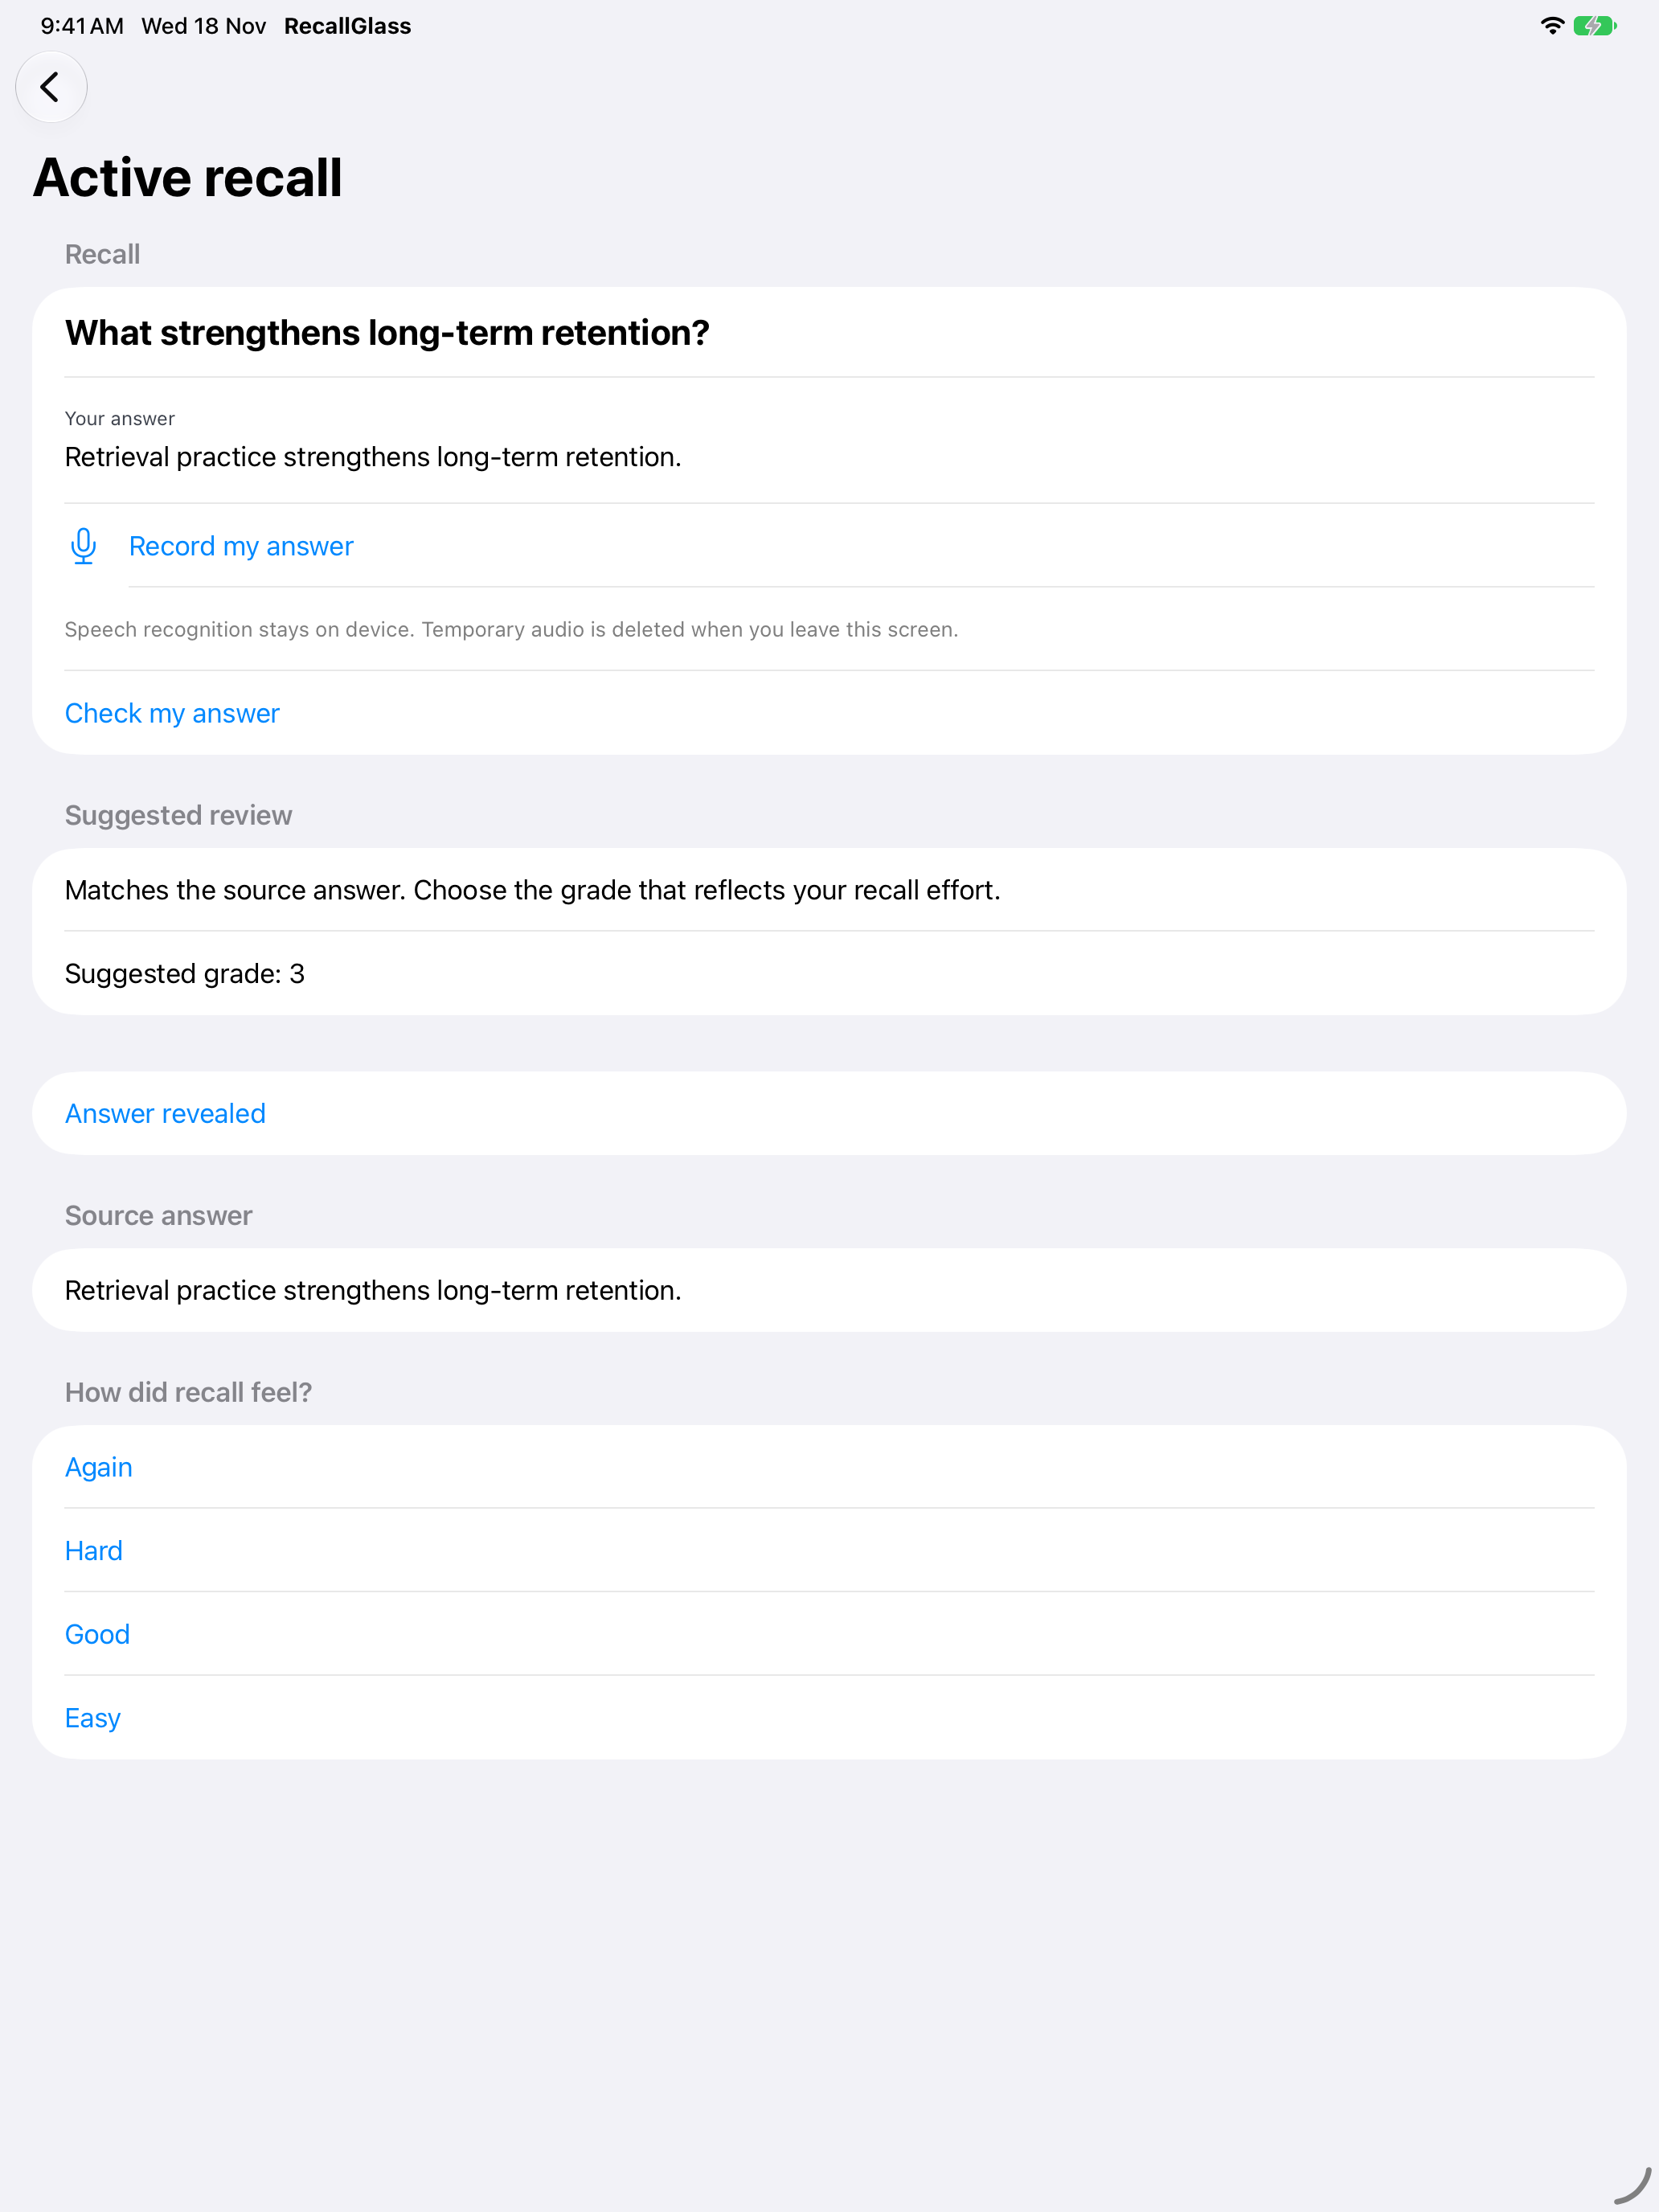 9:41 AM Wed 18 Nov RecallGlass
Active recall
Recall
What strengthens long-term retention?
Your answer
Retrieval practice strengthens long-term retention.
Record my answer
Speech recognition stays on device. Temporary audio is deleted when you leave this screen.
Check my answer
Suggested review
Matches the source answer. Choose the grade that reflects your recall effort.
Suggested grade: 3
Answer revealed
Source answer
Retrieval practice strengthens long-term retention.
How did recall feel?
Again
Hard
Good
Easy